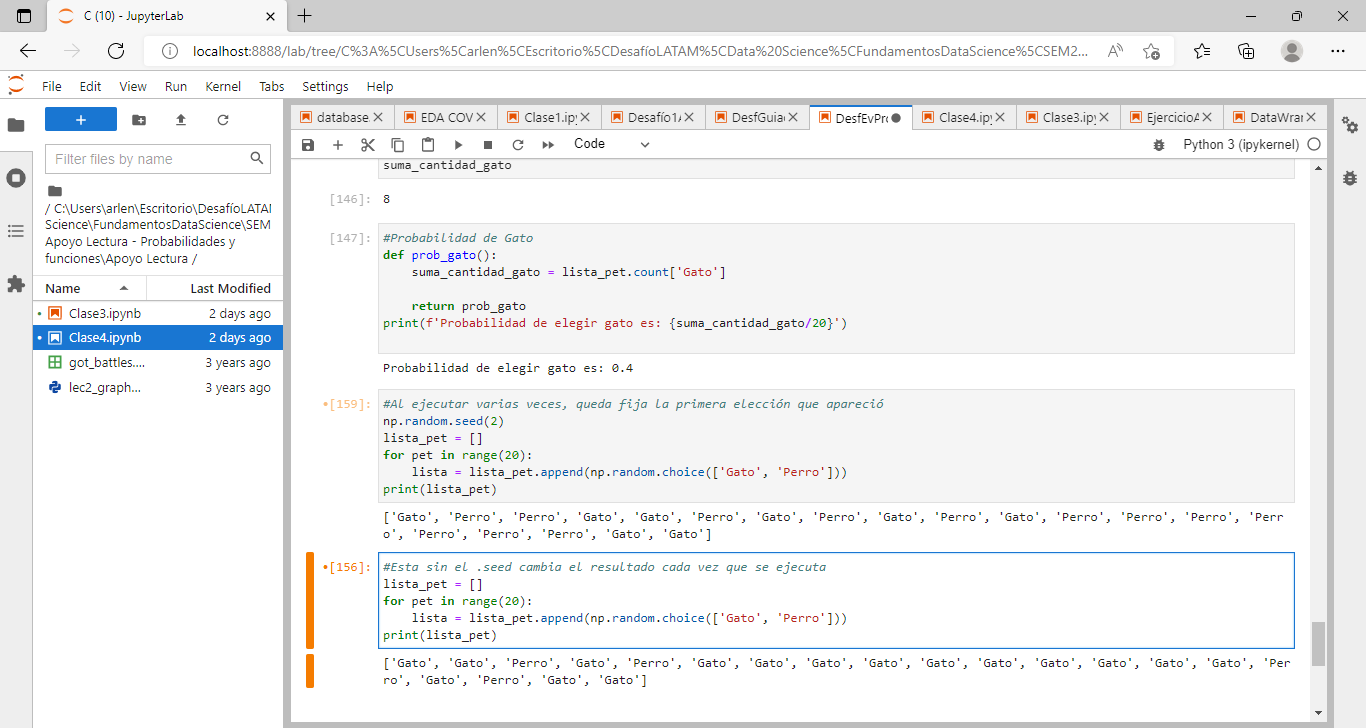 C (10) - JupyterLab
localhost:8888/lab/tree/C%3A%5CUsers%5Carlen%5CEscritorio%5CDesafíoLATAM%5CData%20Science%5CFundamentosDataScience%5CSEM2...
File Edit View Run Kernel Tabs Settings Help
Filter files by name
/ C:\Users\arlen\Escritorio\DesafíoLATAM
Science\FundamentosDataScience\SEM
Apoyo Lectura - Probabilidades y
funciones\Apoyo Lectura /
Name Last Modified
Clase3.ipynb 2 days ago
Clase4.ipynb 2 days ago
got_battles.... 3 years ago
lec2_graph... 3 years ago
database EDA COV Clase1.ipy Desafío1 DesfGuia DesfEvPr Clase4.ipy Clase3.ipy EjercicioA DataWran
Code Python 3 (ipykernel)
suma_cantidad_gato
[146]: 8
[147]: #Probabilidad de Gato
def prob_gato():
    suma_cantidad_gato = lista_pet.count['Gato']
    return prob_gato
print(f'Probabilidad de elegir gato es: {suma_cantidad_gato/20}')
Probabilidad de elegir gato es: 0.4
•[159]: #Al ejecutar varias veces, queda fija la primera elección que apareció
np.random.seed(2)
lista_pet = []
for pet in range(20):
    lista = lista_pet.append(np.random.choice(['Gato', 'Perro']))
print(lista_pet)
['Gato', 'Perro', 'Perro', 'Gato', 'Gato', 'Perro', 'Gato', 'Perro', 'Gato', 'Perro', 'Gato', 'Perro', 'Perro', 'Perro', 'Perr
o', 'Perro', 'Perro', 'Perro', 'Gato', 'Gato']
•[156]: #Esta sin el .seed cambia el resultado cada vez que se ejecuta
lista_pet = []
for pet in range(20):
    lista = lista_pet.append(np.random.choice(['Gato', 'Perro']))
print(lista_pet)
['Gato', 'Gato', 'Perro', 'Gato', 'Perro', 'Gato', 'Gato', 'Gato', 'Gato', 'Gato', 'Gato', 'Gato', 'Gato', 'Gato', 'Gato', 'Per
ro', 'Gato', 'Perro', 'Gato', 'Gato']